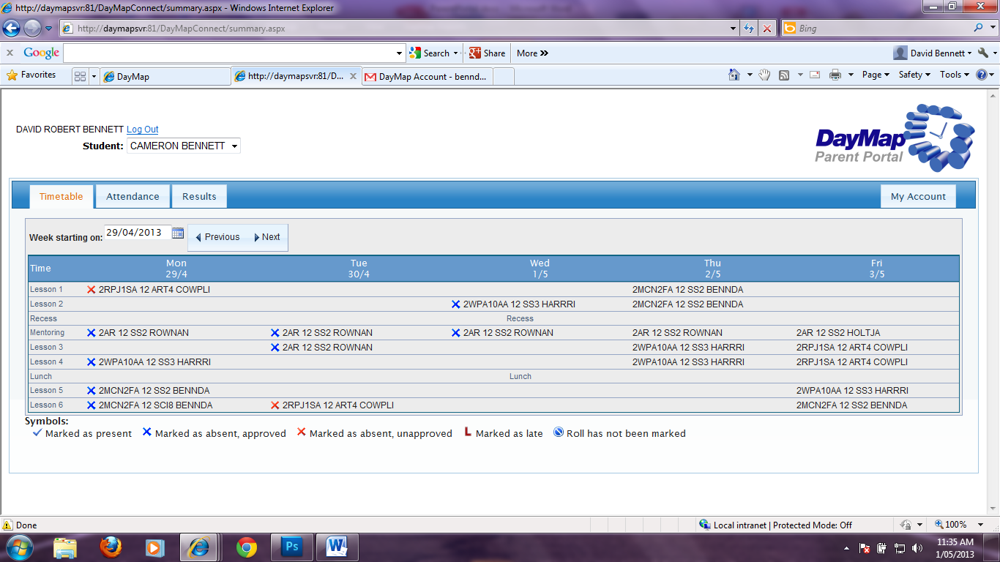 http://daymapsvr:81/DayMapConnect/summary.aspx - Windows Internet Explorer
http://daymapsvr:81/DayMapConnect/summary.aspx Bing
x Google Search Share More » David Bennett
Favorites DayMap http://daymapsvr:81/D... DayMap Account - bennd... Page Safety Tools
DAVID ROBERT BENNETT Log Out
Student: CAMERON BENNETT
DayMap
Parent Portal
Timetable Attendance Results My Account
Week starting on: 29/04/2013 Previous Next
Time Mon Tue Wed Thu Fri
29/4 30/4 1/5 2/5 3/5
Lesson 1 2RPJ1SA 12 ART4 COWPLI 2MCN2FA 12 SS2 BENNDA
Lesson 2 2WPA10AA 12 SS3 HARRRI 2MCN2FA 12 SS2 BENNDA
Recess Recess
Mentoring 2AR 12 SS2 ROWNAN 2AR 12 SS2 ROWNAN 2AR 12 SS2 ROWNAN 2AR 12 SS2 ROWNAN 2AR 12 SS2 HOLTJA
Lesson 3 2AR 12 SS2 ROWNAN 2WPA10AA 12 SS3 HARRRI 2RPJ1SA 12 ART4 COWPLI
Lesson 4 2WPA10AA 12 SS3 HARRRI 2WPA10AA 12 SS3 HARRRI 2RPJ1SA 12 ART4 COWPLI
Lunch Lunch
Lesson 5 2MCN2FA 12 SS2 BENNDA 2WPA10AA 12 SS3 HARRRI
Lesson 6 2MCN2FA 12 SCI8 BENNDA 2RPJ1SA 12 ART4 COWPLI 2MCN2FA 12 SS2 BENNDA
Symbols:
Marked as present Marked as absent, approved Marked as absent, unapproved L Marked as late Roll has not been marked
Done Local intranet | Protected Mode: Off 100%
Ps W 11:35 AM
1/05/2013